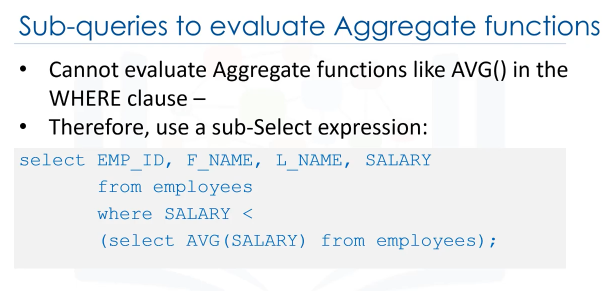 Sub-queries to evaluate Aggregate functions
• Cannot evaluate Aggregate functions like AVG() in the
WHERE clause –
• Therefore, use a sub-Select expression:
select EMP_ID, F_NAME, L_NAME, SALARY
from employees
where SALARY <
(select AVG(SALARY) from employees);